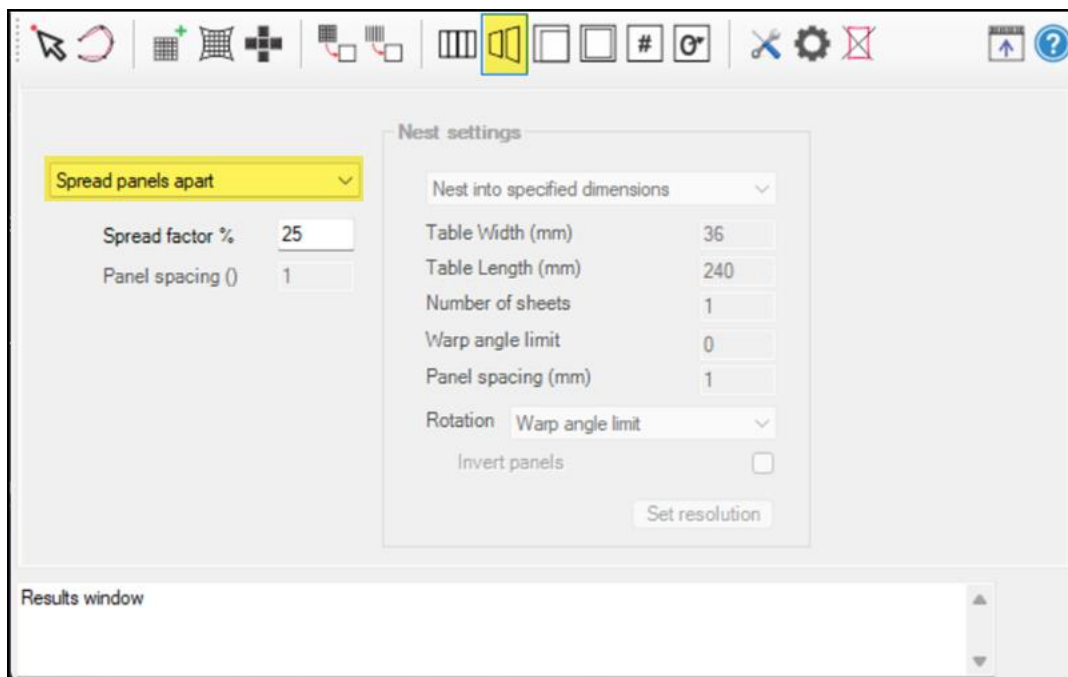 #
Spread panels apart
Spread factor % 25
Panel spacing () 1
Nest settings
Nest into specified dimensions
Table Width (mm) 36
Table Length (mm) 240
Number of sheets 1
Warp angle limit 0
Panel spacing (mm) 1
Rotation Warp angle limit
Invert panels
Set resolution
Results window